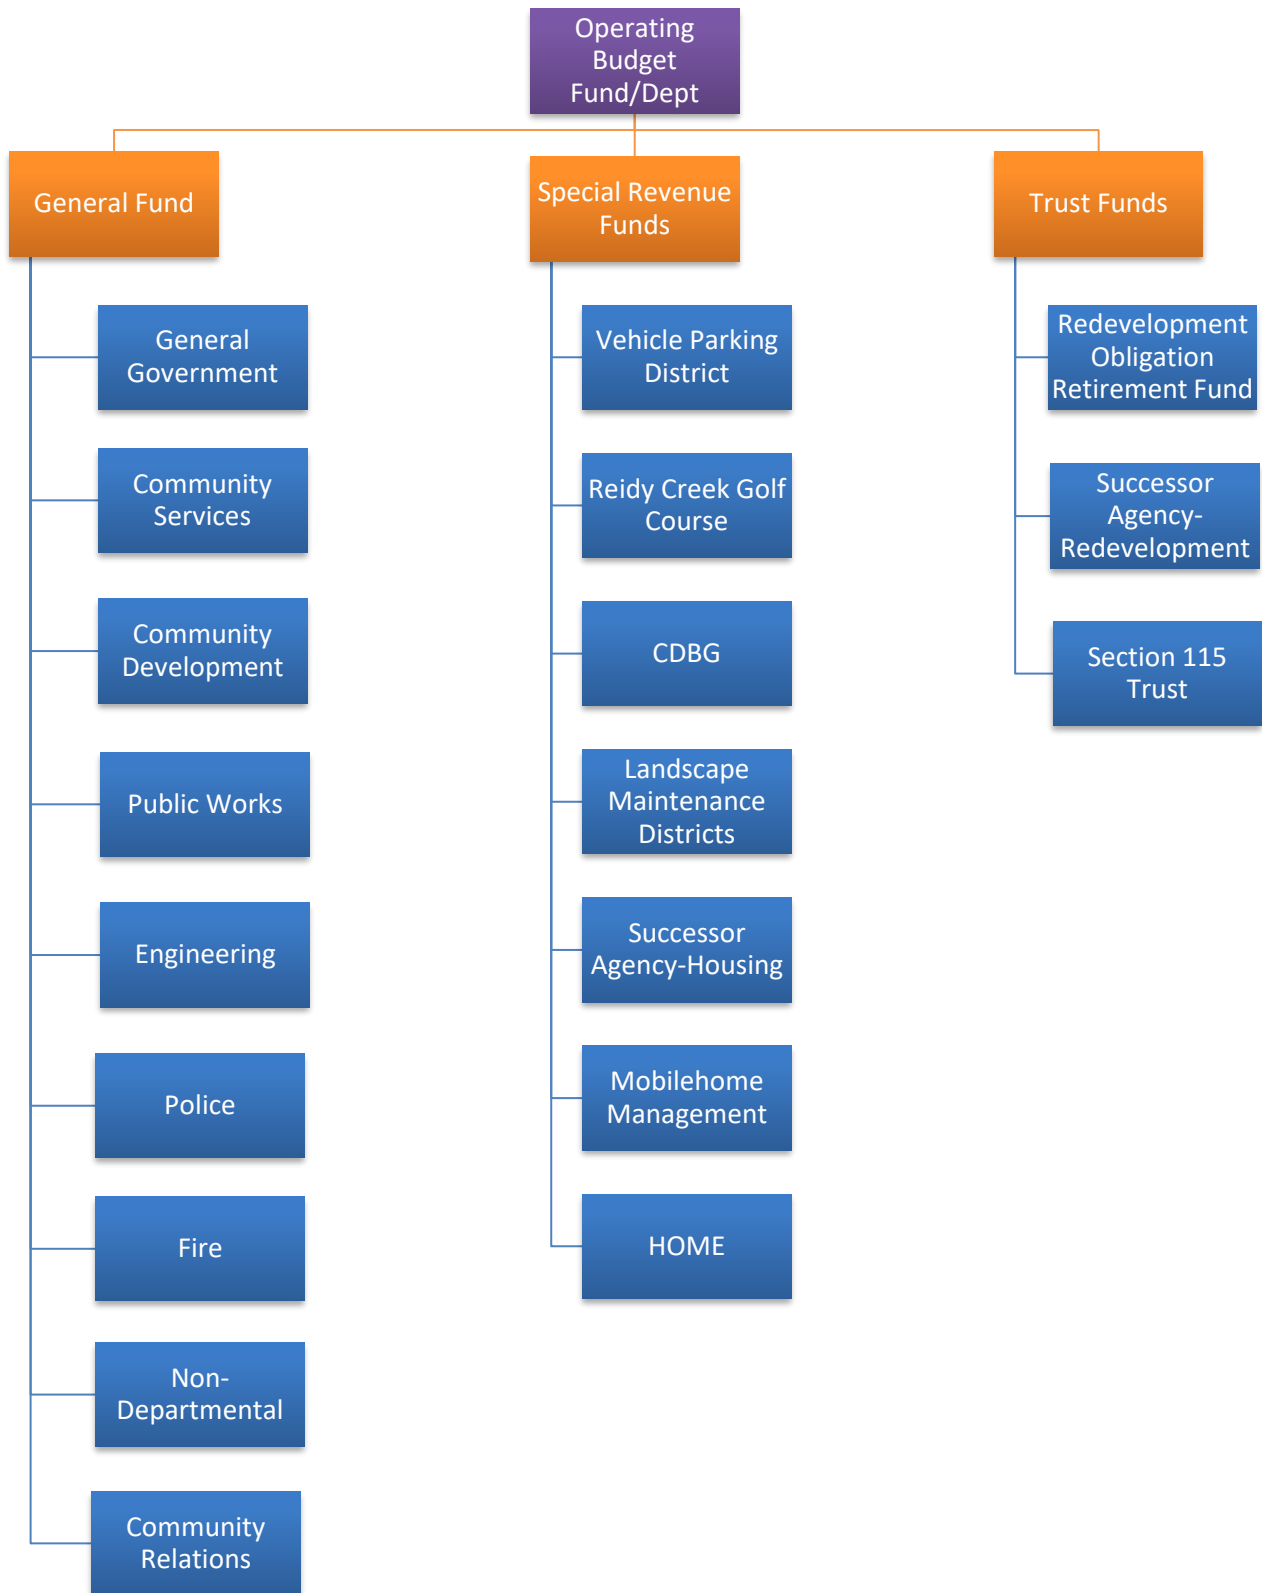 Operating
Budget
Fund/Dept
General Fund
Special Revenue
Funds
Trust Funds
General
Government
Community
Services
Community
Development
Public Works
Engineering
Police
Fire
Non-
Departmental
Community
Relations
Vehicle Parking
District
Reidy Creek Golf
Course
CDBG
Landscape
Maintenance
Districts
Successor
Agency-Housing
Mobilehome
Management
HOME
Redevelopment
Obligation
Retirement Fund
Successor
Agency-
Redevelopment
Section 115
Trust